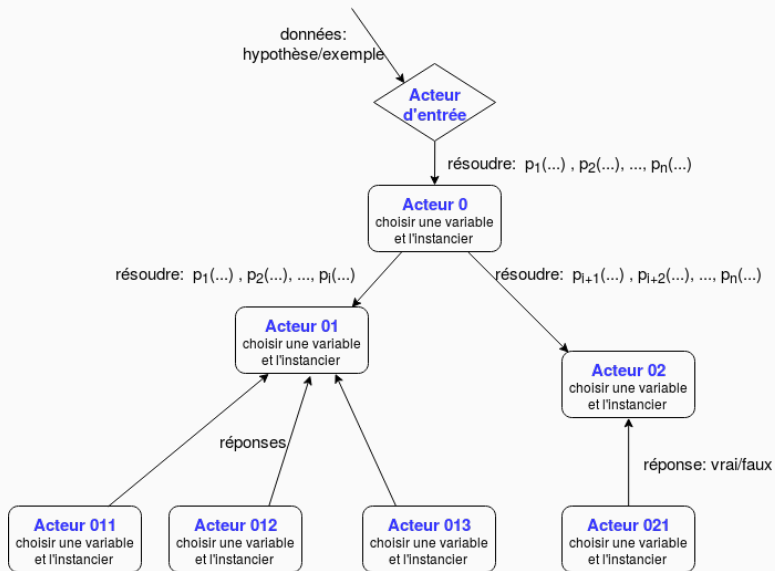 données:
hypothèse/exemple
Acteur
d'entrée
résoudre: p1(...) , p2(...), ..., pn(...)
Acteur 0
choisir une variable
et l'instancier
résoudre: p1(...) , p2(...), ..., pi(...)
résoudre: pi+1(...) , pi+2(...), ..., pn(...)
Acteur 01
choisir une variable
et l'instancier
Acteur 02
choisir une variable
et l'instancier
réponses
réponse: vrai/faux
Acteur 011
choisir une variable
et l'instancier
Acteur 012
choisir une variable
et l'instancier
Acteur 013
choisir une variable
et l'instancier
Acteur 021
choisir une variable
et l'instancier